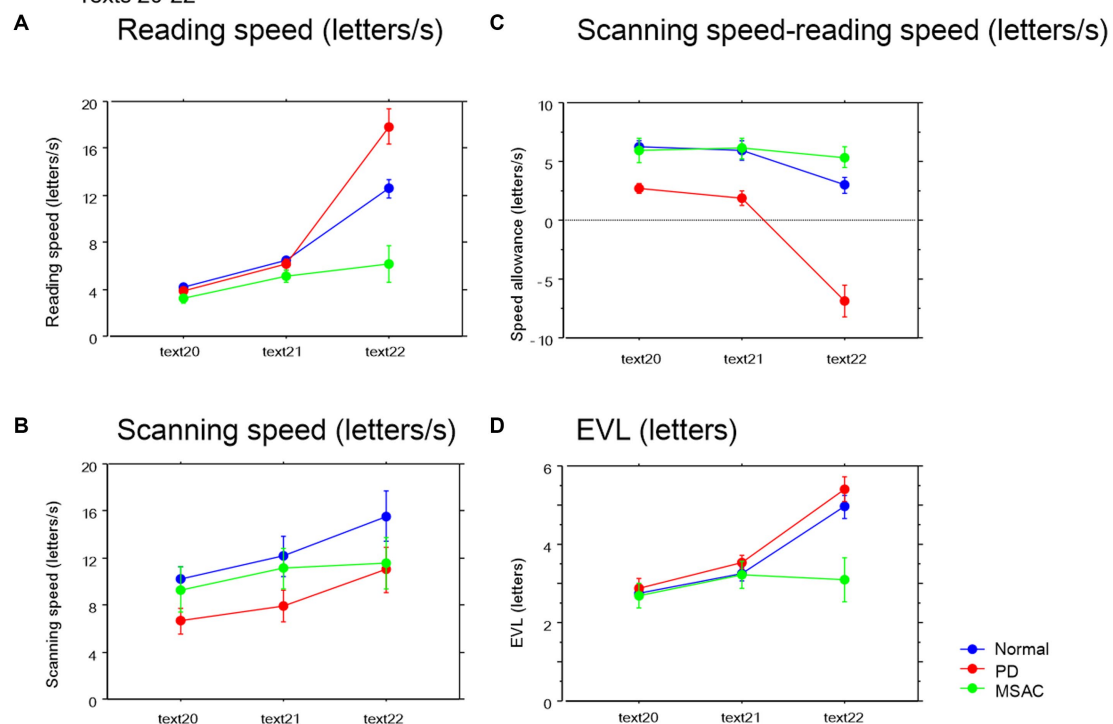 Texts 20-22
A
Reading speed (letters/s)
20
16
12
8
4
0
Reading speed (letters/s)
text20
text21
text22
C
Scanning speed-reading speed (letters/s)
10
5
0
-5
-10
Speed allowance (letters/s)
text20
text21
text22
B
Scanning speed (letters/s)
20
16
12
8
4
0
Scanning speed (letters/s)
text20
text21
text22
D
EVL (letters)
6
4
2
0
EVL (letters)
text20
text21
text22
Normal
PD
MSAC